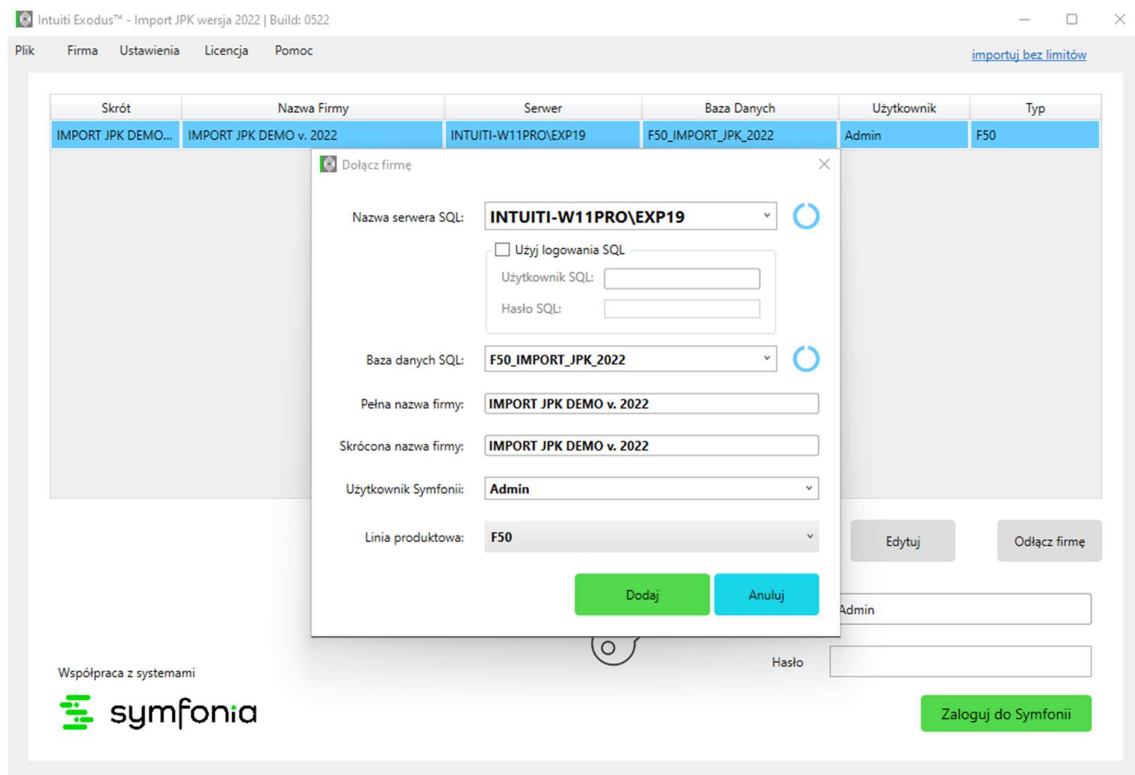 Intuiti Exodus™ - Import JPK wersja 2022 | Build: 0522
Plik Firma Ustawienia Licencja Pomoc
importuj bez limitów
Skrót Nazwa Firmy Serwer Baza Danych Użytkownik Typ
IMPORT JPK DEMO... IMPORT JPK DEMO v. 2022 INTUITI-W11PRO\EXP19 F50_IMPORT_JPK_2022 Admin F50
Dołącz firmę
Nazwa serwera SQL: INTUITI-W11PRO\EXP19
Użyj logowania SQL
Użytkownik SQL:
Hasło SQL:
Baza danych SQL: F50_IMPORT_JPK_2022
Pełna nazwa firmy: IMPORT JPK DEMO v. 2022
Skrócona nazwa firmy: IMPORT JPK DEMO v. 2022
Użytkownik Symfonii: Admin
Linia produktowa: F50
Dodaj Anuluj
Edytuj Odłącz firmę
Admin
Hasło
Współpraca z systemami
symfonia
Zaloguj do Symfonii